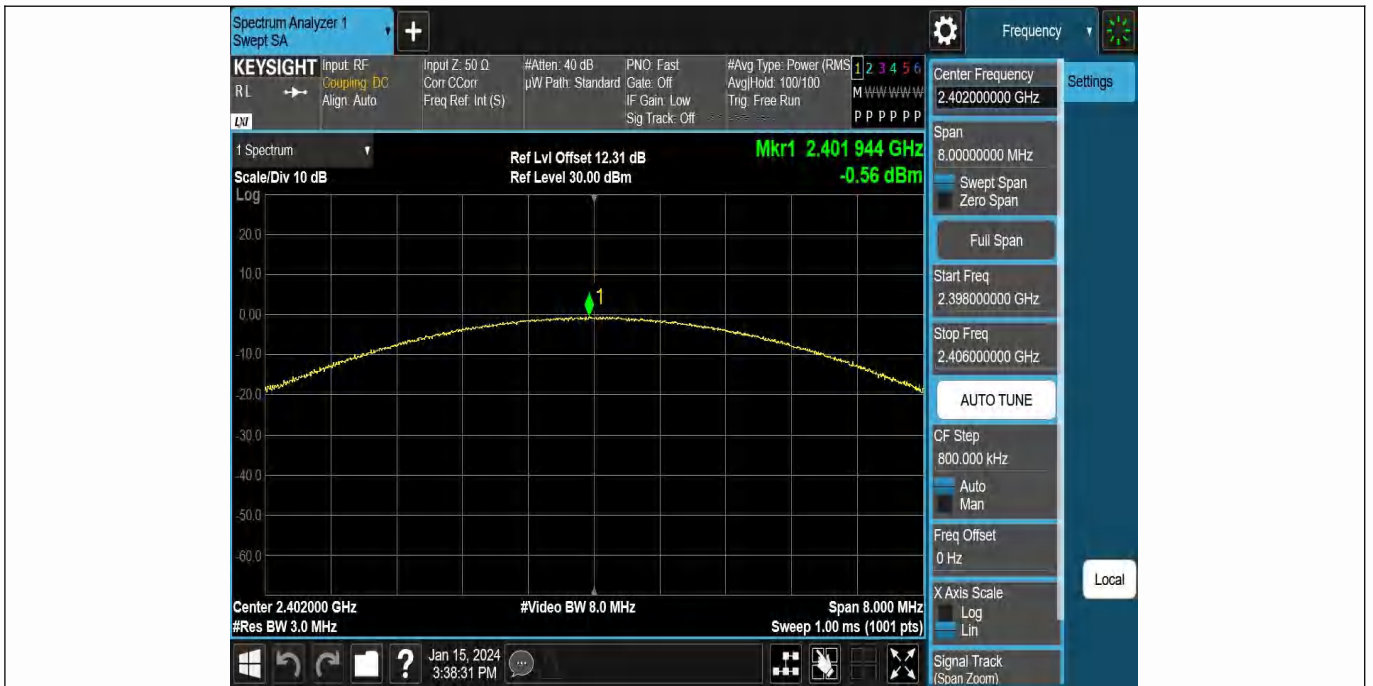 Spectrum Analyzer 1
Swept SA
+
Frequency
KEYSIGHT
RL
LXI
Input: RF
Coupling: DC
Align: Auto
Input Z: 50 Ω
Corr CCorr
Freq Ref: Int (S)
#Atten: 40 dB
µW Path: Standard
PNO: Fast
Gate: Off
IF Gain: Low
Sig Track: Off
#Avg Type: Power (RMS
Avg|Hold: 100/100
Trig: Free Run
1 2 3 4 5 6
M W W W W W
P P P P P P
Center Frequency
2.402000000 GHz
Settings
Span
8.00000000 MHz
Swept Span
Zero Span
Full Span
Start Freq
2.398000000 GHz
Stop Freq
2.406000000 GHz
AUTO TUNE
CF Step
800.000 kHz
Auto
Man
Freq Offset
0 Hz
X Axis Scale
Log
Lin
Signal Track
(Span Zoom)
Local
1 Spectrum
Scale/Div 10 dB
Log
Ref Lvl Offset 12.31 dB
Ref Level 30.00 dBm
Mkr1 2.401 944 GHz
-0.56 dBm
20.0
10.0
1
0.00
-10.0
-20.0
-30.0
-40.0
-50.0
-60.0
Center 2.402000 GHz
#Res BW 3.0 MHz
#Video BW 8.0 MHz
Span 8.000 MHz
Sweep 1.00 ms (1001 pts)
?
Jan 15, 2024
3:38:31 PM